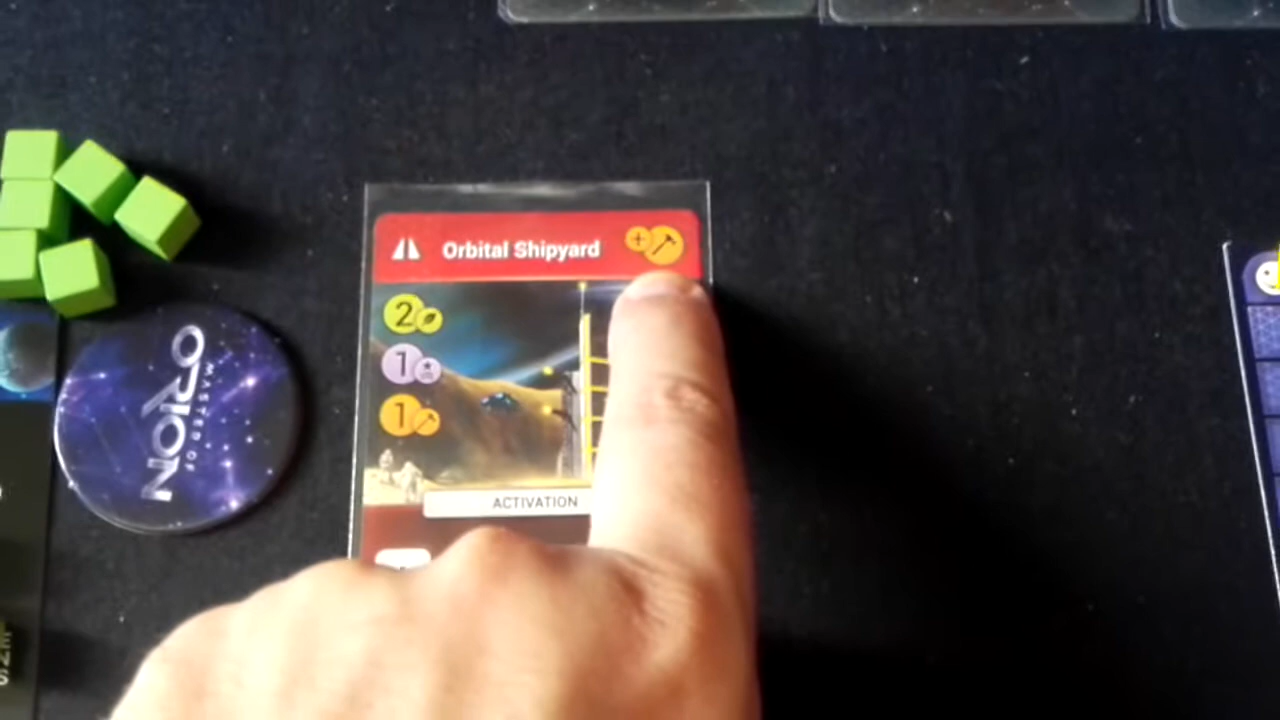 Orbital Shipyard
2
1
1
ACTIVATION
MASTER OF
ORION